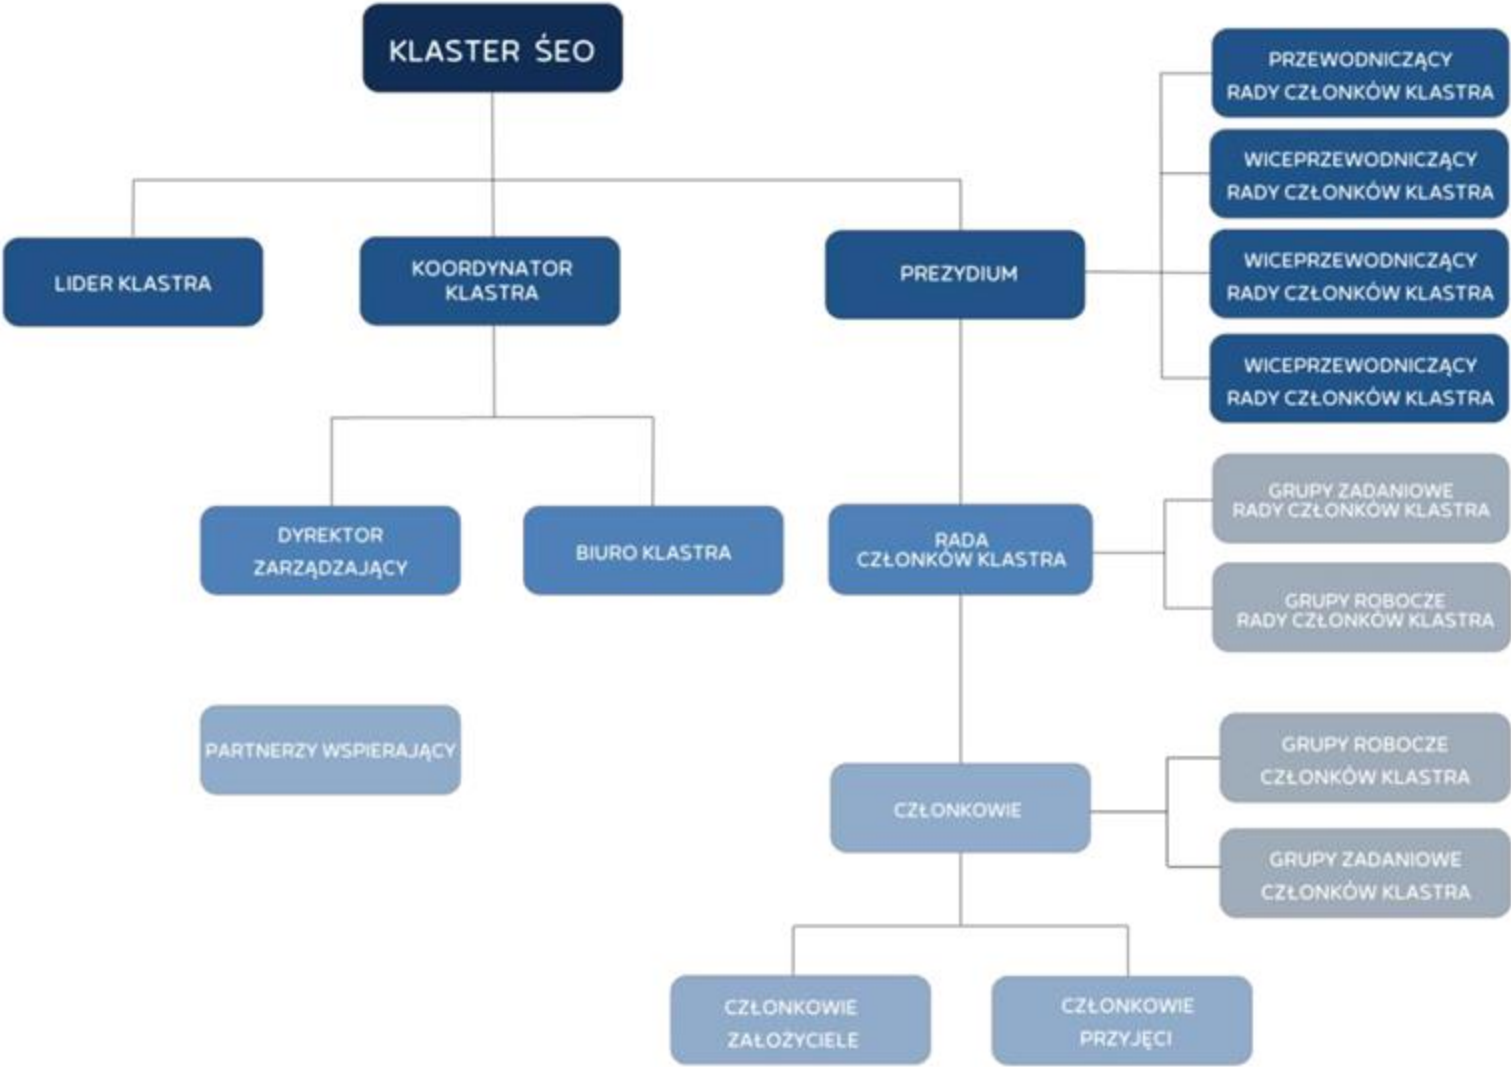 KLASTER ŚEO
LIDER KLASTRA
KOORDYNATOR
KLASTRA
PREZYDIUM
PRZEWODNICZĄCY
RADY CZŁONKÓW KLASTRA
WICEPRZEWODNICZĄCY
RADY CZŁONKÓW KLASTRA
WICEPRZEWODNICZĄCY
RADY CZŁONKÓW KLASTRA
WICEPRZEWODNICZĄCY
RADY CZŁONKÓW KLASTRA
DYREKTOR
ZARZĄDZAJĄCY
BIURO KLASTRA
RADA
CZŁONKÓW KLASTRA
GRUPY ZADANIOWE
RADY CZŁONKÓW KLASTRA
GRUPY ROBOCZE
RADY CZŁONKÓW KLASTRA
PARTNERZY WSPIERAJĄCY
CZŁONKOWIE
GRUPY ROBOCZE
CZŁONKÓW KLASTRA
GRUPY ZADANIOWE
CZŁONKÓW KLASTRA
CZŁONKOWIE
ZAŁOŻYCIELE
CZŁONKOWIE
PRZYJĘCI